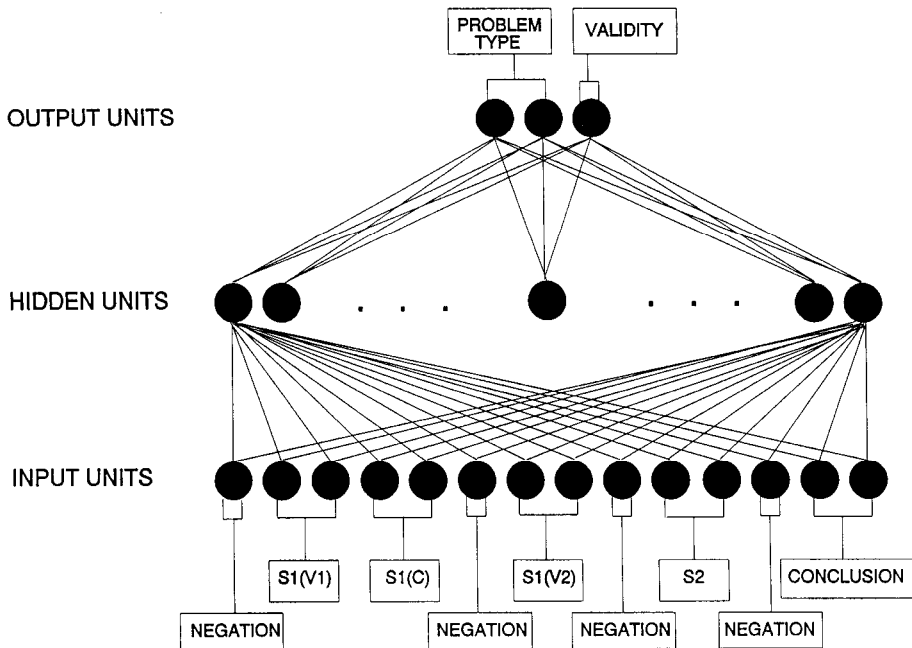 PROBLEM
TYPE
VALIDITY
OUTPUT UNITS
HIDDEN UNITS
INPUT UNITS
S1(V1)
S1(C)
S1(V2)
S2
CONCLUSION
NEGATION
NEGATION
NEGATION
NEGATION